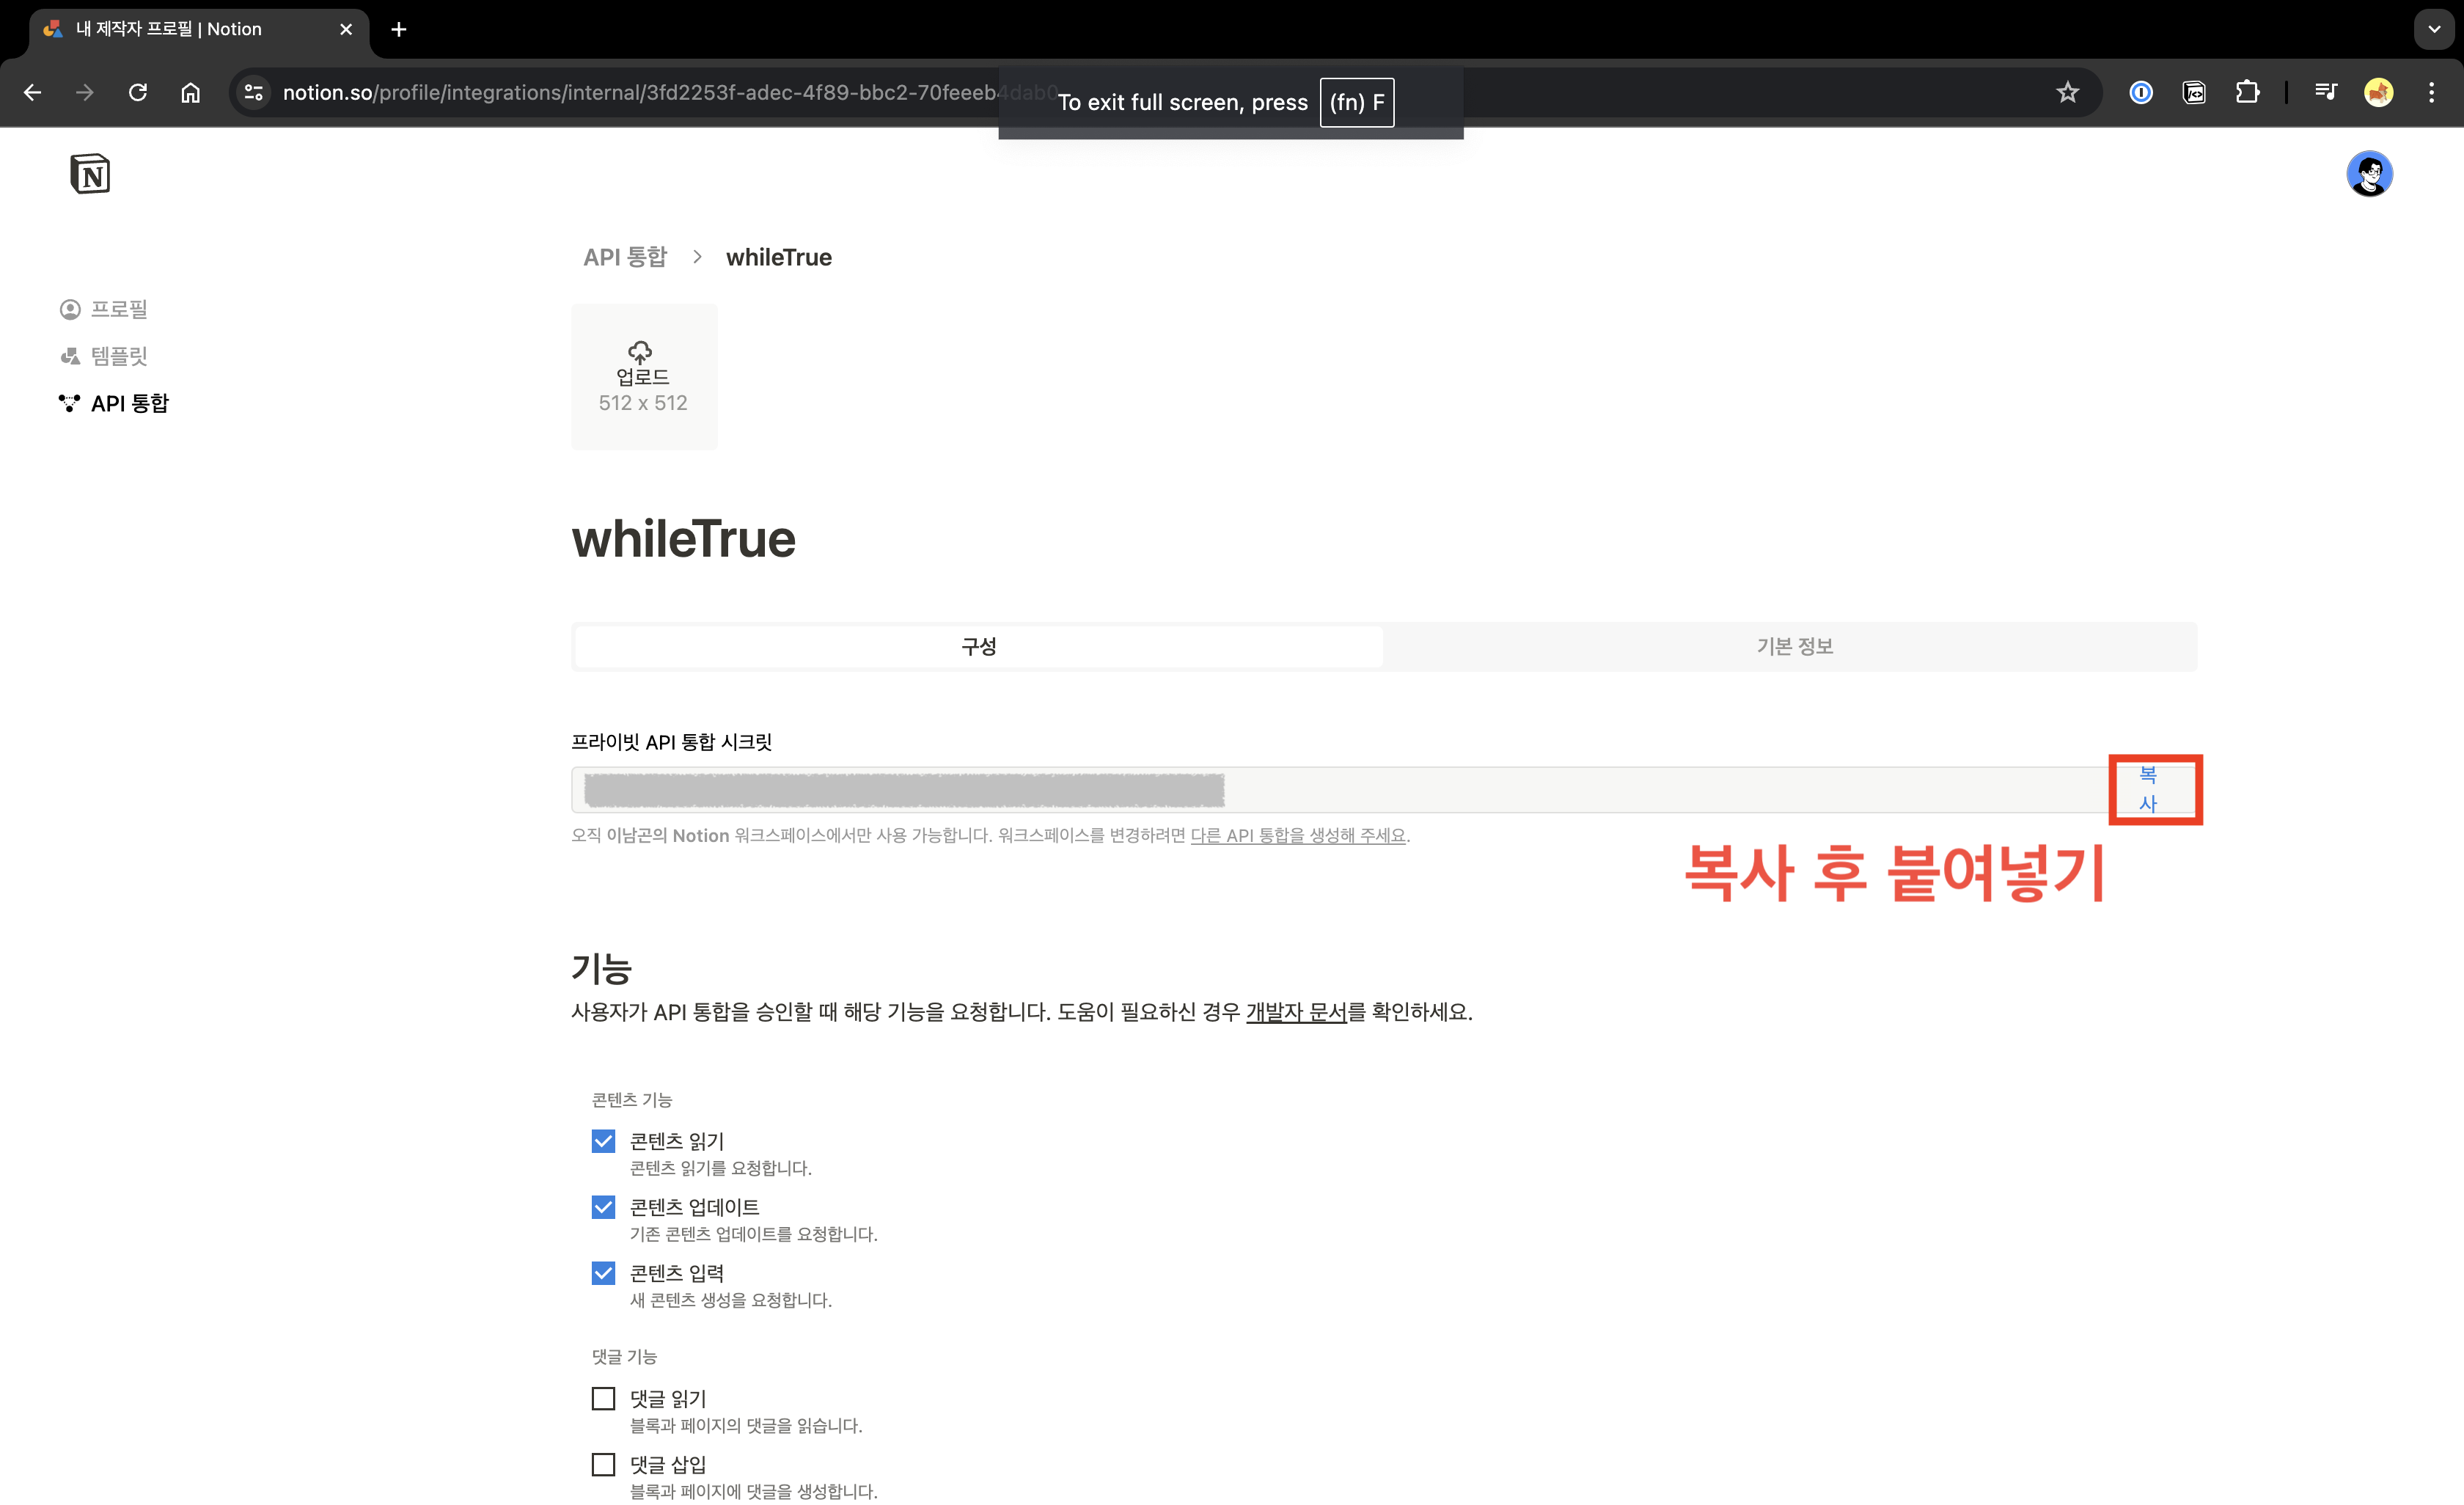 내 제작자 프로필 | Notion
notion.so/profile/integrations/internal/3fd2253f-adec-4f89-bbc2-70feeeb4dab0
To exit full screen, press (fn) F
N
API 통합 > whileTrue
프로필
템플릿
API 통합
업로드
512 x 512
whileTrue
구성
기본 정보
프라이빗 API 통합 시크릿
복
사
오직 이남곤의 Notion 워크스페이스에서만 사용 가능합니다. 워크스페이스를 변경하려면 다른 API 통합을 생성해 주세요.
복사 후 붙여넣기
기능
사용자가 API 통합을 승인할 때 해당 기능을 요청합니다. 도움이 필요하신 경우 개발자 문서를 확인하세요.
콘텐츠 기능
콘텐츠 읽기
콘텐츠 읽기를 요청합니다.
콘텐츠 업데이트
기존 콘텐츠 업데이트를 요청합니다.
콘텐츠 입력
새 콘텐츠 생성을 요청합니다.
댓글 기능
댓글 읽기
블록과 페이지의 댓글을 읽습니다.
댓글 삽입
블록과 페이지에 댓글을 생성합니다.